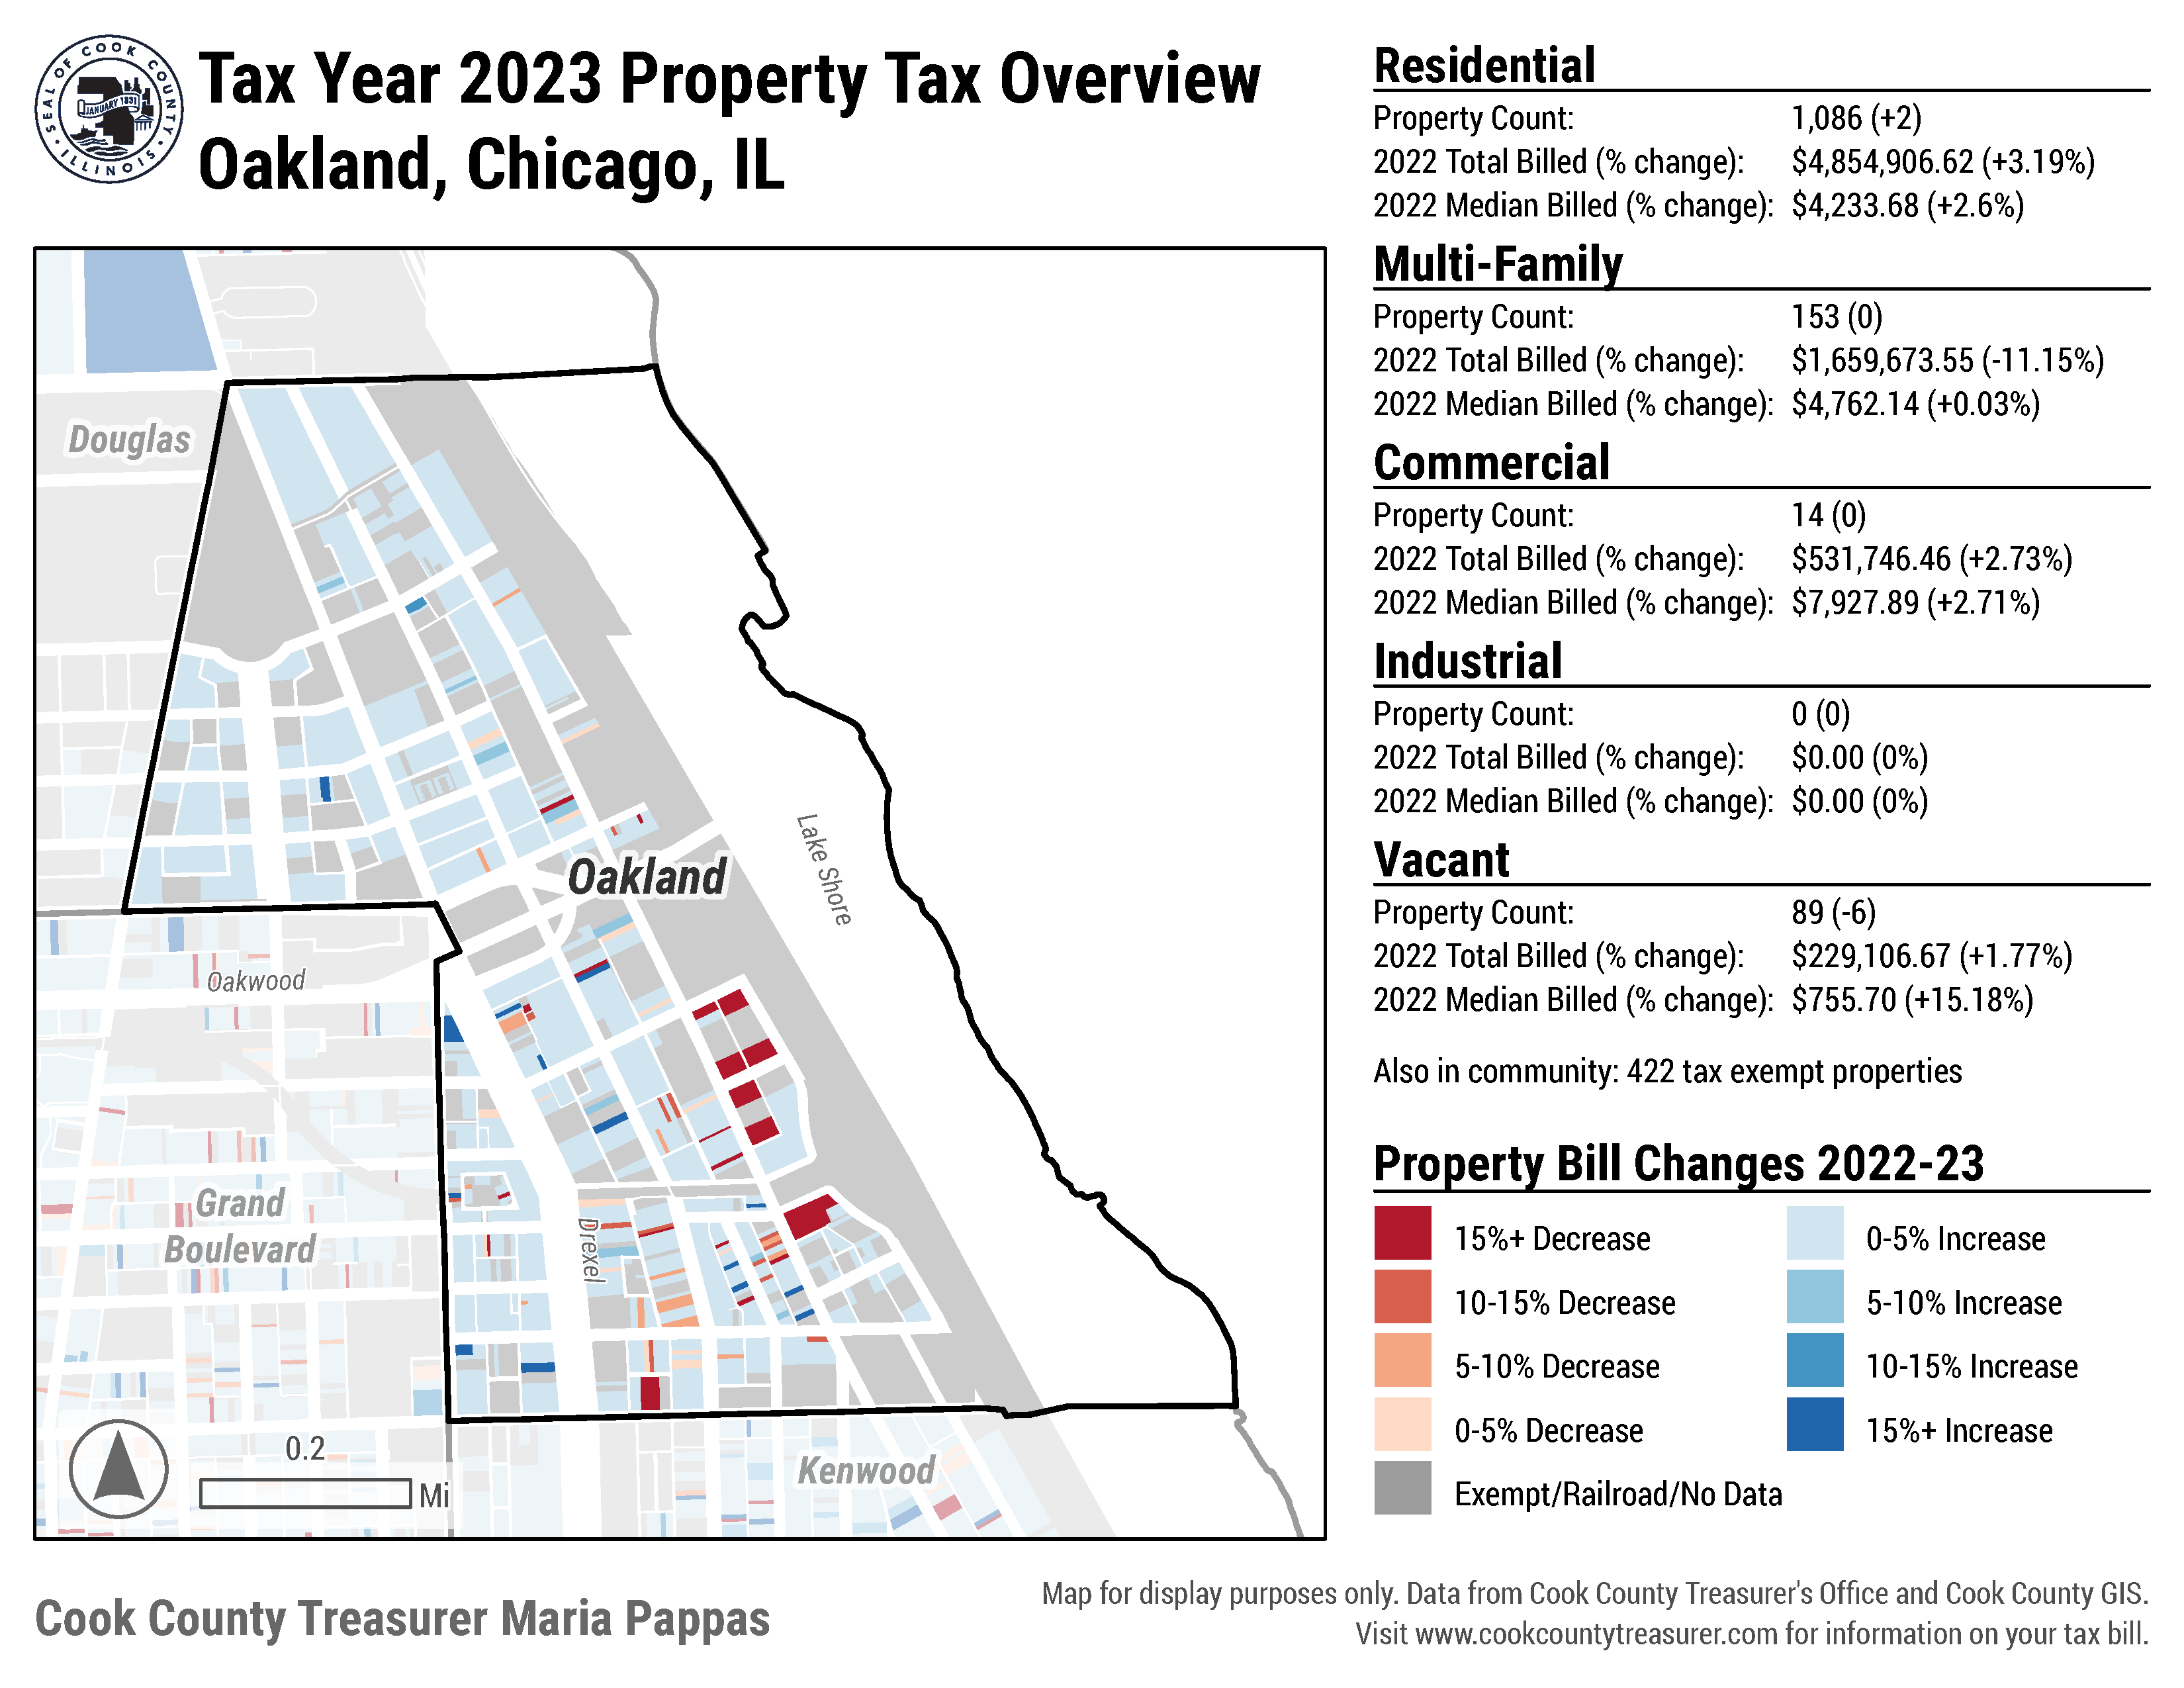 SEAL OF COOK COUNTY
• ILLINOIS •
JANUARY 1831
Tax Year 2023 Property Tax Overview
Oakland, Chicago, IL
Douglas
Oakland
Lake Shore
Oakwood
Grand
Boulevard
Drexel
Kenwood
0.2
Mi
Residential
Property Count: 1,086 (+2)
2022 Total Billed (% change): $4,854,906.62 (+3.19%)
2022 Median Billed (% change): $4,233.68 (+2.6%)
Multi-Family
Property Count: 153 (0)
2022 Total Billed (% change): $1,659,673.55 (-11.15%)
2022 Median Billed (% change): $4,762.14 (+0.03%)
Commercial
Property Count: 14 (0)
2022 Total Billed (% change): $531,746.46 (+2.73%)
2022 Median Billed (% change): $7,927.89 (+2.71%)
Industrial
Property Count: 0 (0)
2022 Total Billed (% change): $0.00 (0%)
2022 Median Billed (% change): $0.00 (0%)
Vacant
Property Count: 89 (-6)
2022 Total Billed (% change): $229,106.67 (+1.77%)
2022 Median Billed (% change): $755.70 (+15.18%)
Also in community: 422 tax exempt properties
Property Bill Changes 2022-23
15%+ Decrease
10-15% Decrease
5-10% Decrease
0-5% Decrease
Exempt/Railroad/No Data
0-5% Increase
5-10% Increase
10-15% Increase
15%+ Increase
Cook County Treasurer Maria Pappas
Map for display purposes only. Data from Cook County Treasurer's Office and Cook County GIS.
Visit www.cookcountytreasurer.com for information on your tax bill.